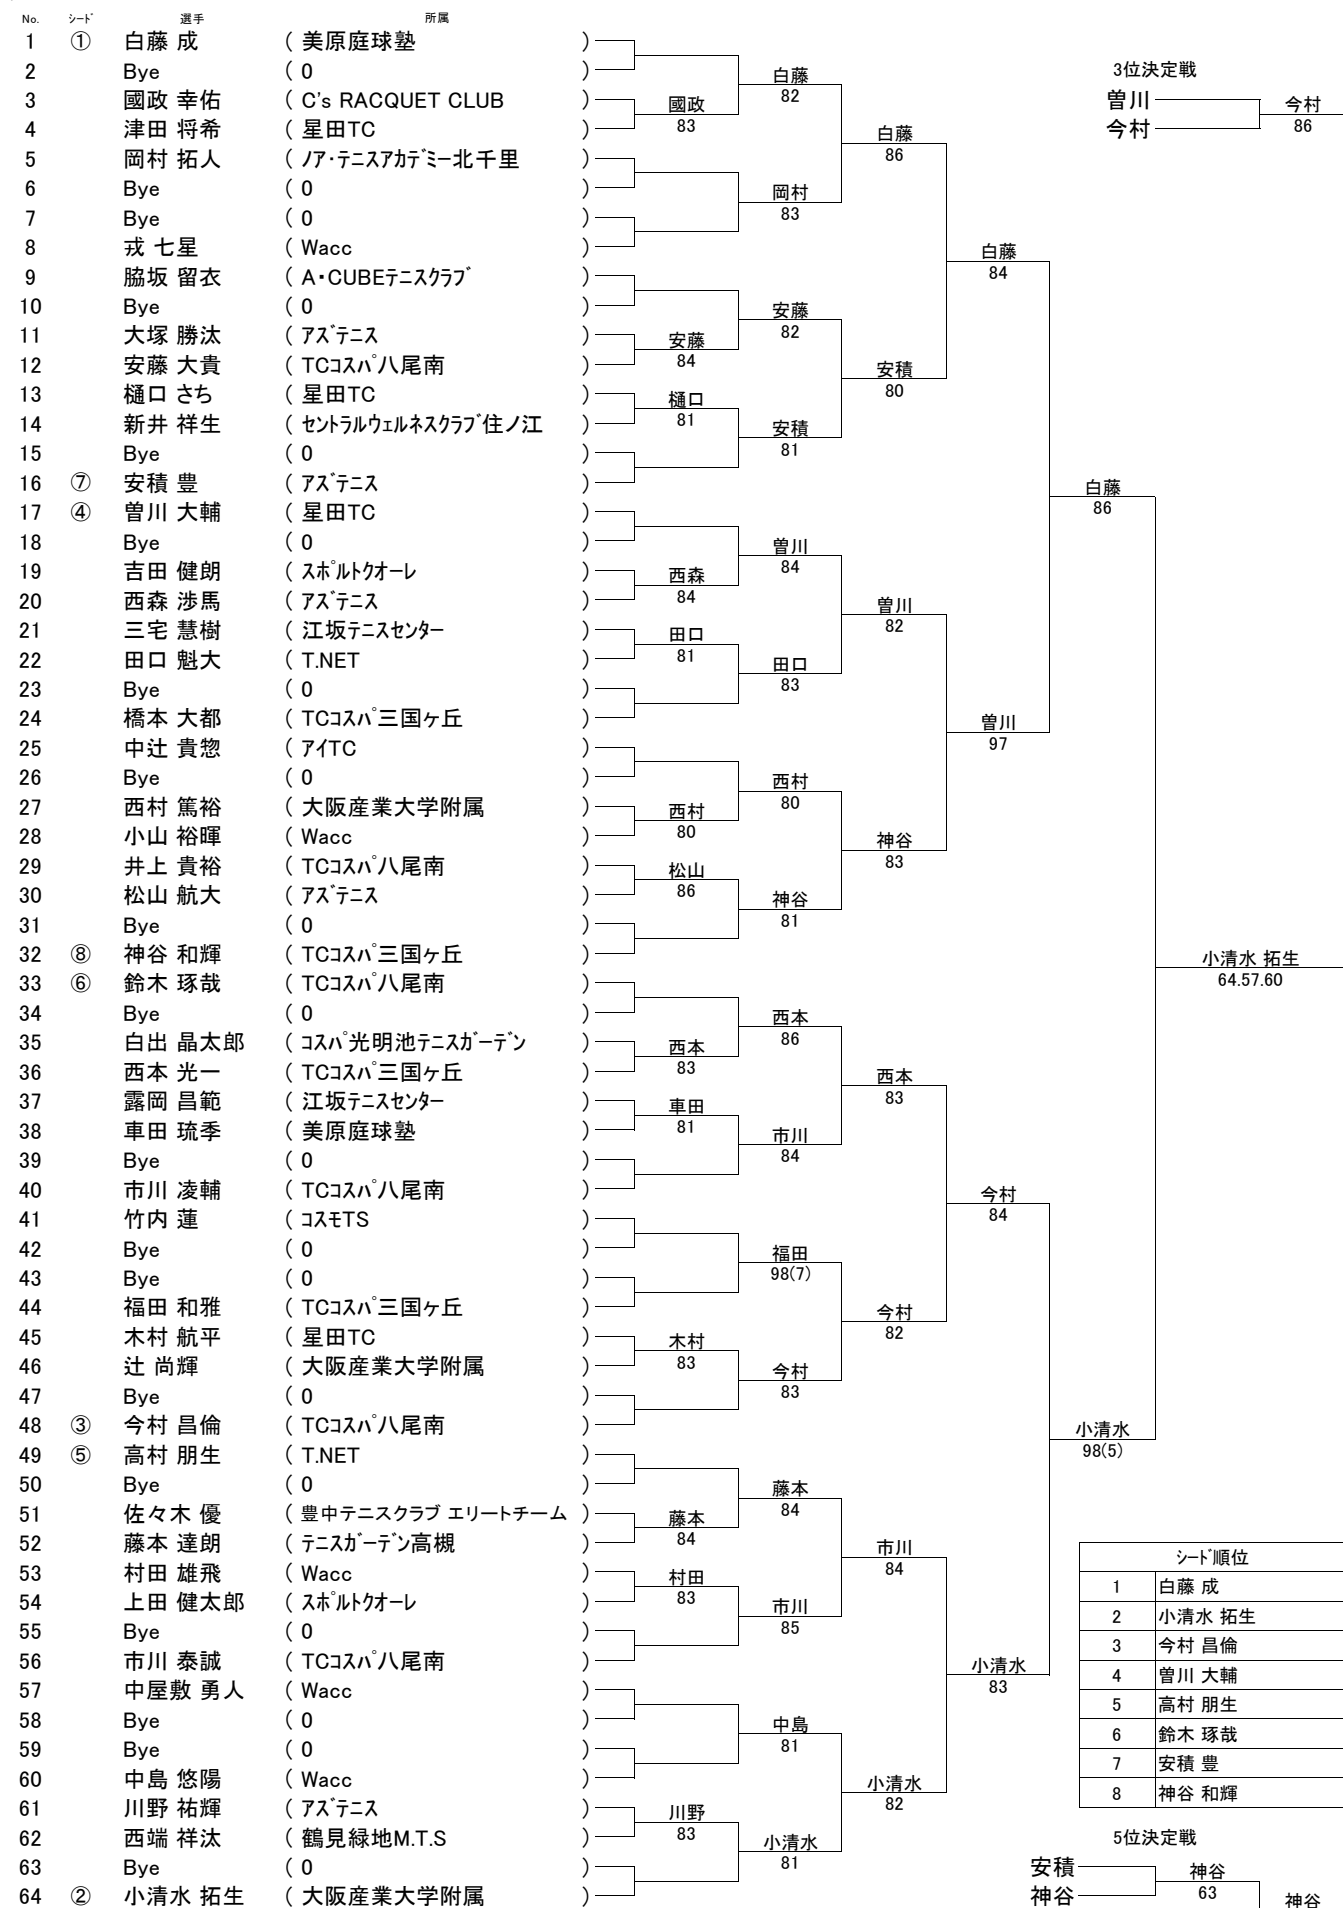 No. シード 選手 所属
1 ① 白藤 成 ( 美原庭球塾 )
2 Bye ( 0 )
3 國政 幸佑 ( C's RACQUET CLUB )
4 津田 将希 ( 星田TC )
5 岡村 拓人 ( ノア・テニスアカデミー北千里 )
6 Bye ( 0 )
7 Bye ( 0 )
8 戎 七星 ( Wacc )
9 脇坂 留衣 ( A・CUBEテニスクラブ )
10 Bye ( 0 )
11 大塚 勝汰 ( アズテニス )
12 安藤 大貴 ( TCコスパ八尾南 )
13 樋口 さち ( 星田TC )
14 新井 祥生 ( セントラルウェルネスクラブ住ノ江 )
15 Bye ( 0 )
16 ⑦ 安積 豊 ( アズテニス )
17 ④ 曽川 大輔 ( 星田TC )
18 Bye ( 0 )
19 吉田 健朗 ( スポルトクオーレ )
20 西森 渉馬 ( アズテニス )
21 三宅 慧樹 ( 江坂テニスセンター )
22 田口 魁大 ( T.NET )
23 Bye ( 0 )
24 橋本 大都 ( TCコスパ三国ヶ丘 )
25 中辻 貴惣 ( アイTC )
26 Bye ( 0 )
27 西村 篤裕 ( 大阪産業大学附属 )
28 小山 裕暉 ( Wacc )
29 井上 貴裕 ( TCコスパ八尾南 )
30 松山 航大 ( アズテニス )
31 Bye ( 0 )
32 ⑧ 神谷 和輝 ( TCコスパ三国ヶ丘 )
33 ⑥ 鈴木 琢哉 ( TCコスパ八尾南 )
34 Bye ( 0 )
35 白出 晶太郎 ( コスパ光明池テニスガーデン )
36 西本 光一 ( TCコスパ三国ヶ丘 )
37 露岡 昌範 ( 江坂テニスセンター )
38 車田 琉季 ( 美原庭球塾 )
39 Bye ( 0 )
40 市川 凌輔 ( TCコスパ八尾南 )
41 竹内 蓮 ( コスモTS )
42 Bye ( 0 )
43 Bye ( 0 )
44 福田 和雅 ( TCコスパ三国ヶ丘 )
45 木村 航平 ( 星田TC )
46 辻 尚輝 ( 大阪産業大学附属 )
47 Bye ( 0 )
48 ③ 今村 昌倫 ( TCコスパ八尾南 )
49 ⑤ 高村 朋生 ( T.NET )
50 Bye ( 0 )
51 佐々木 優 ( 豊中テニスクラブ エリートチーム )
52 藤本 達朗 ( テニスガーデン高槻 )
53 村田 雄飛 ( Wacc )
54 上田 健太郎 ( スポルトクオーレ )
55 Bye ( 0 )
56 市川 泰誠 ( TCコスパ八尾南 )
57 中屋敷 勇人 ( Wacc )
58 Bye ( 0 )
59 Bye ( 0 )
60 中島 悠陽 ( Wacc )
61 川野 祐輝 ( アズテニス )
62 西端 祥汰 ( 鶴見緑地M.T.S )
63 Bye ( 0 )
64 ② 小清水 拓生 ( 大阪産業大学附属 )
國政
83
安藤
84
樋口
81
西森
84
田口
81
西村
80
松山
86
西本
83
車田
81
木村
83
藤本
84
村田
83
川野
83
白藤
82
岡村
83
安藤
82
安積
81
曽川
84
田口
83
西村
80
神谷
81
西本
86
市川
84
福田
98(7)
今村
83
藤本
84
市川
85
中島
81
小清水
81
白藤
86
安積
80
曽川
82
神谷
83
西本
83
今村
82
市川
84
小清水
82
白藤
84
曽川
97
今村
84
小清水
83
白藤
86
小清水
98(5)
小清水 拓生
64.57.60
3位決定戦
曽川
今村
今村
86
シード順位
1 白藤 成
2 小清水 拓生
3 今村 昌倫
4 曽川 大輔
5 高村 朋生
6 鈴木 琢哉
7 安積 豊
8 神谷 和輝
5位決定戦
安積
神谷
神谷
63
神谷